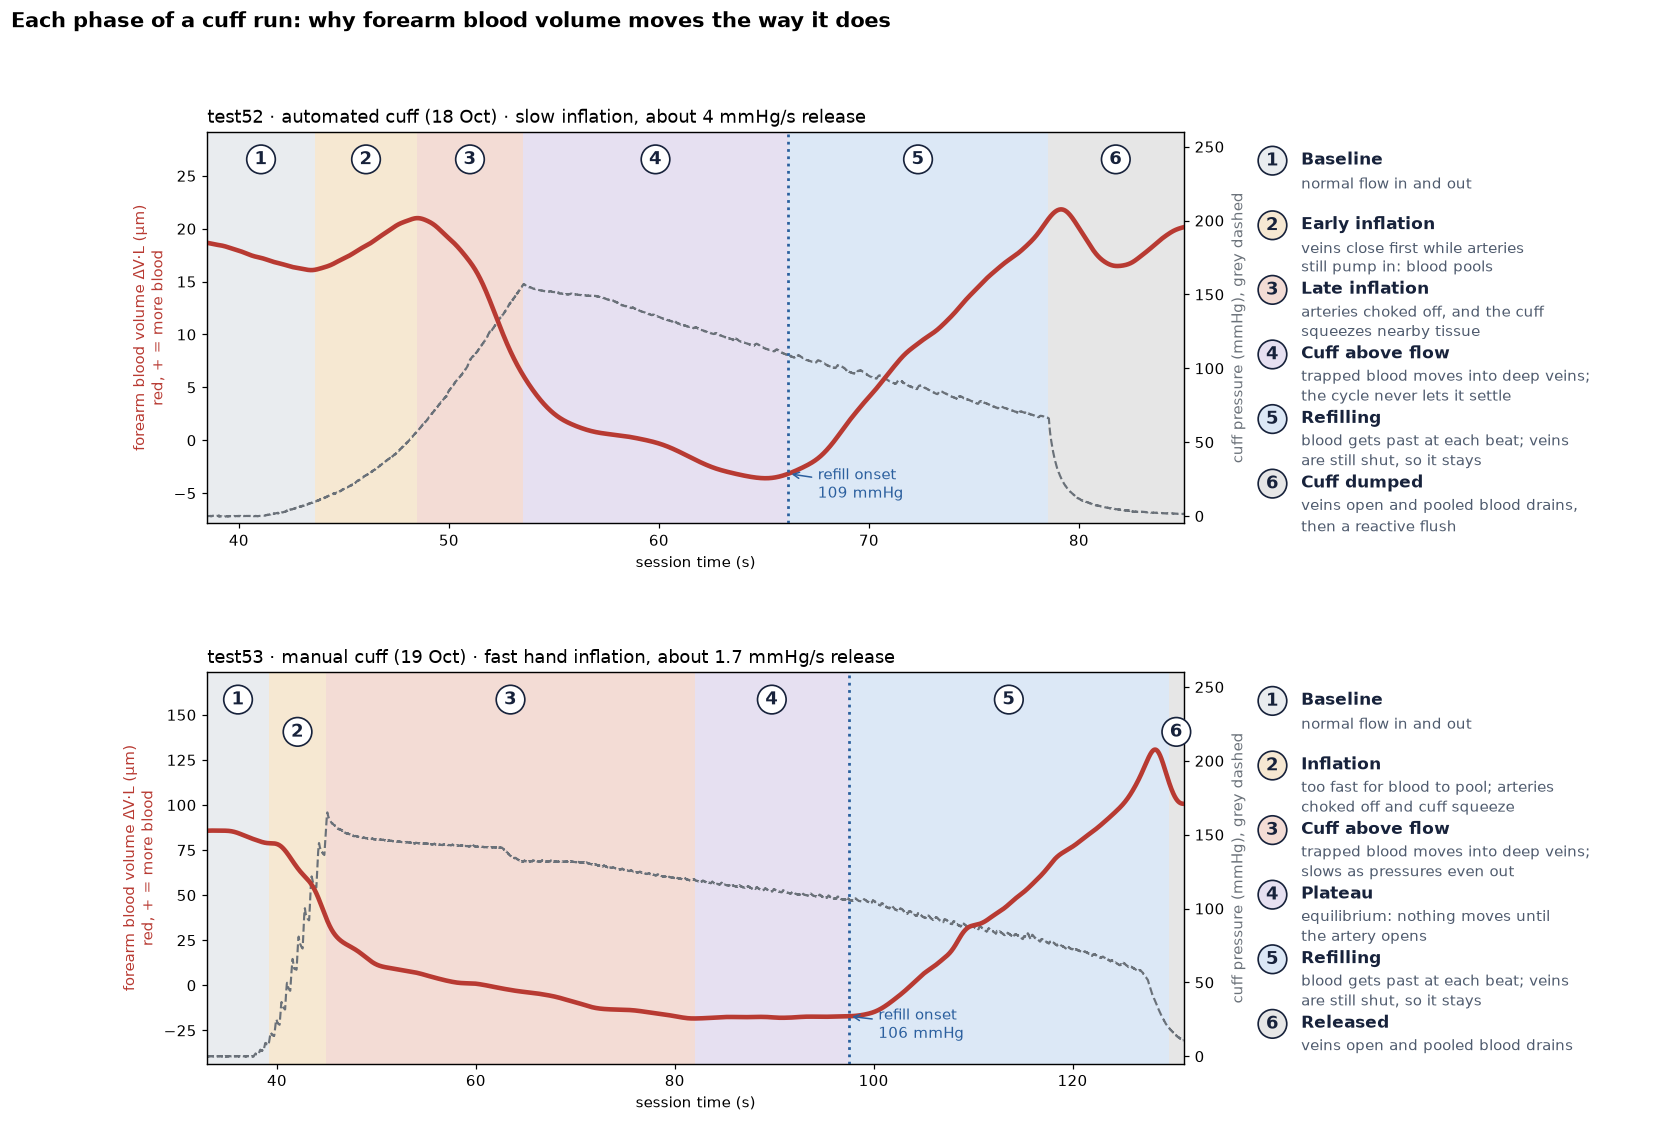 Each phase of a cuff run: why forearm blood volume moves the way it does
test52 · automated cuff (18 Oct) · slow inflation, about 4 mmHg/s release
1
2
3
4
5
6
25
20
15
10
5
0
−5
forearm blood volume ΔV·L (μm)
red, + = more blood
250
200
150
100
50
0
cuff pressure (mmHg), grey dashed
refill onset
109 mmHg
40
50
60
70
80
session time (s)
1 Baseline
normal flow in and out
2 Early inflation
veins close first while arteries
still pump in: blood pools
3 Late inflation
arteries choked off, and the cuff
squeezes nearby tissue
4 Cuff above flow
trapped blood moves into deep veins;
the cycle never lets it settle
5 Refilling
blood gets past at each beat; veins
are still shut, so it stays
6 Cuff dumped
veins open and pooled blood drains,
then a reactive flush
test53 · manual cuff (19 Oct) · fast hand inflation, about 1.7 mmHg/s release
1
2
3
4
5
6
150
125
100
75
50
25
0
−25
forearm blood volume ΔV·L (μm)
red, + = more blood
250
200
150
100
50
0
cuff pressure (mmHg), grey dashed
refill onset
106 mmHg
40
60
80
100
120
session time (s)
1 Baseline
normal flow in and out
2 Inflation
too fast for blood to pool; arteries
choked off and cuff squeeze
3 Cuff above flow
trapped blood moves into deep veins;
slows as pressures even out
4 Plateau
equilibrium: nothing moves until
the artery opens
5 Refilling
blood gets past at each beat; veins
are still shut, so it stays
6 Released
veins open and pooled blood drains